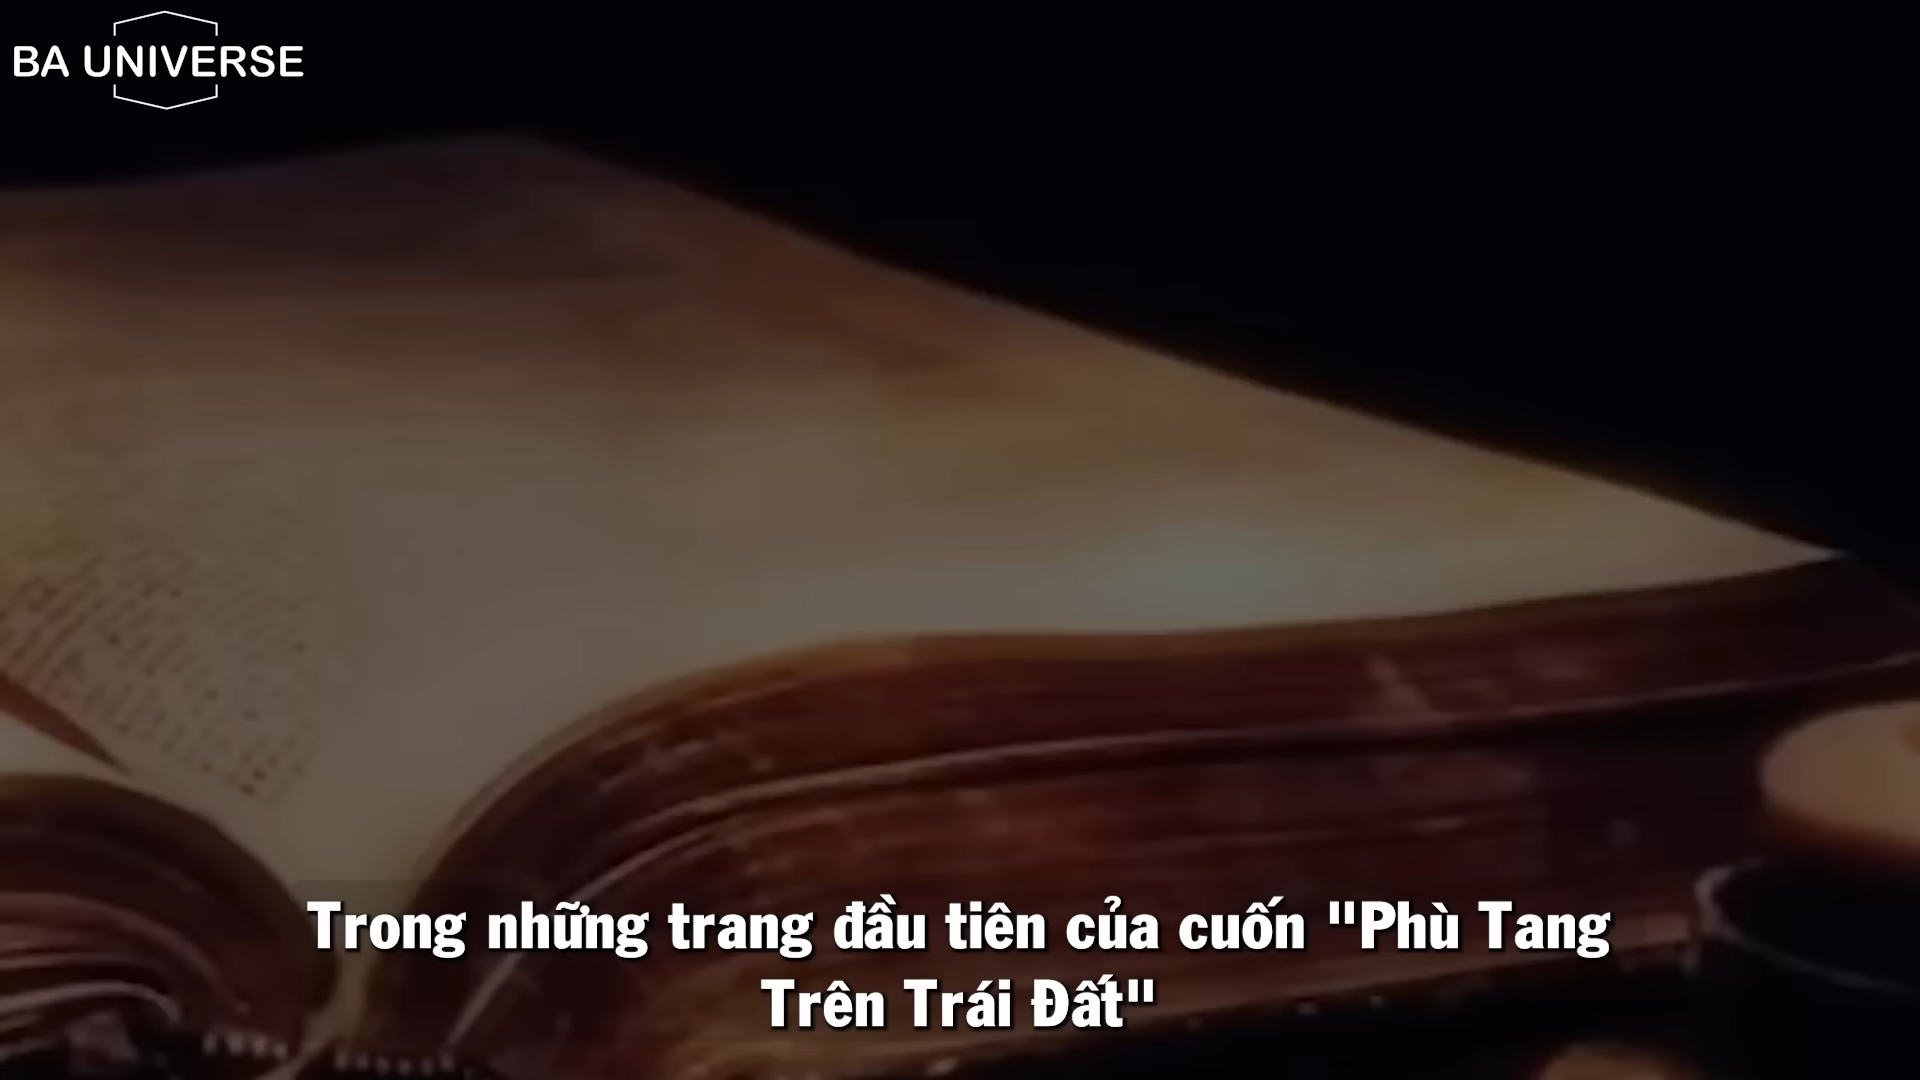 BA UNIVERSE
Trong những trang đầu tiên của cuốn "Phù Tang
Trên Trái Đất"